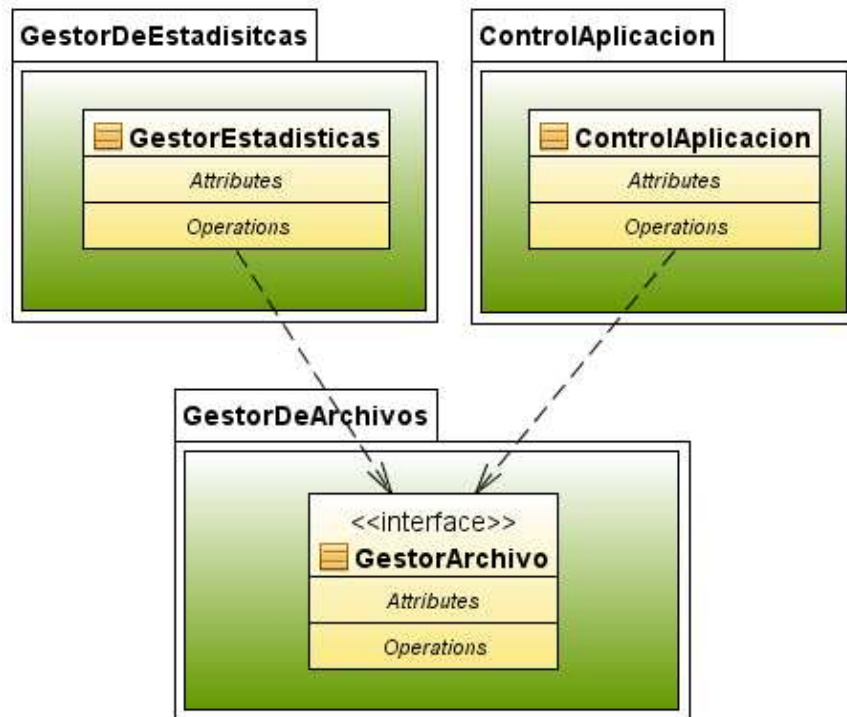 GestorDeEstadisitcas
GestorEstadisticas
Attributes
Operations
ControlAplicacion
ControlAplicacion
Attributes
Operations
GestorDeArchivos
<<interface>>
GestorArchivo
Attributes
Operations